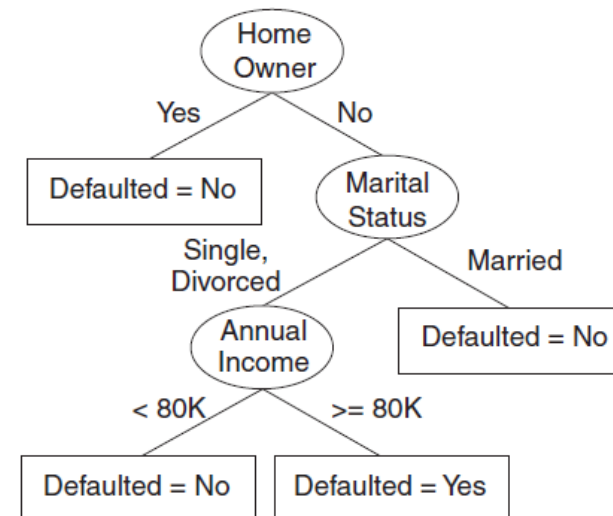 Home
Owner
Yes
No
Defaulted = No
Marital
Status
Single,
Divorced
Married
Annual
Income
Defaulted = No
< 80K
>= 80K
Defaulted = No
Defaulted = Yes